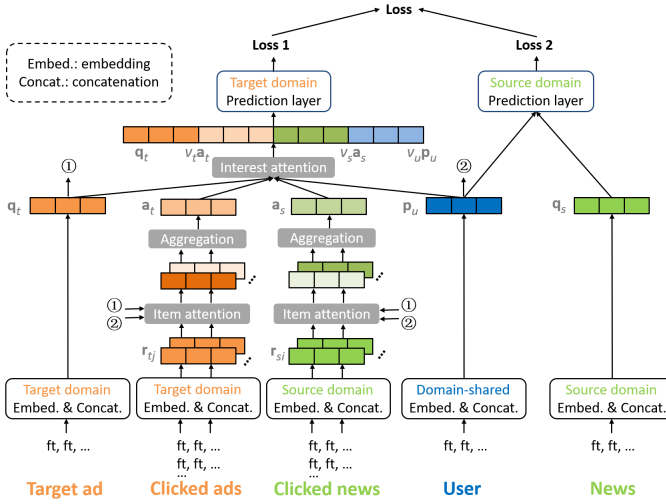 Loss
Loss 1
Loss 2
Embed.: embedding
Concat.: concatenation
Target domain
Prediction layer
Source domain
Prediction layer
q_t
v_t a_t
v_s a_s
v_u p_u
Interest attention
①
②
q_t
a_t
a_s
p_u
q_s
Aggregation
Aggregation
...
...
①
②
Item attention
Item attention
①
②
r_tj
...
r_si
...
Target domain
Embed. & Concat.
Target domain
Embed. & Concat.
Source domain
Embed. & Concat.
Domain-shared
Embed. & Concat.
Source domain
Embed. & Concat.
ft, ft, ...
ft, ft, ...
ft, ft, ...
...
ft, ft, ...
ft, ft, ...
...
ft, ft, ...
ft, ft, ...
Target ad
Clicked ads
Clicked news
User
News